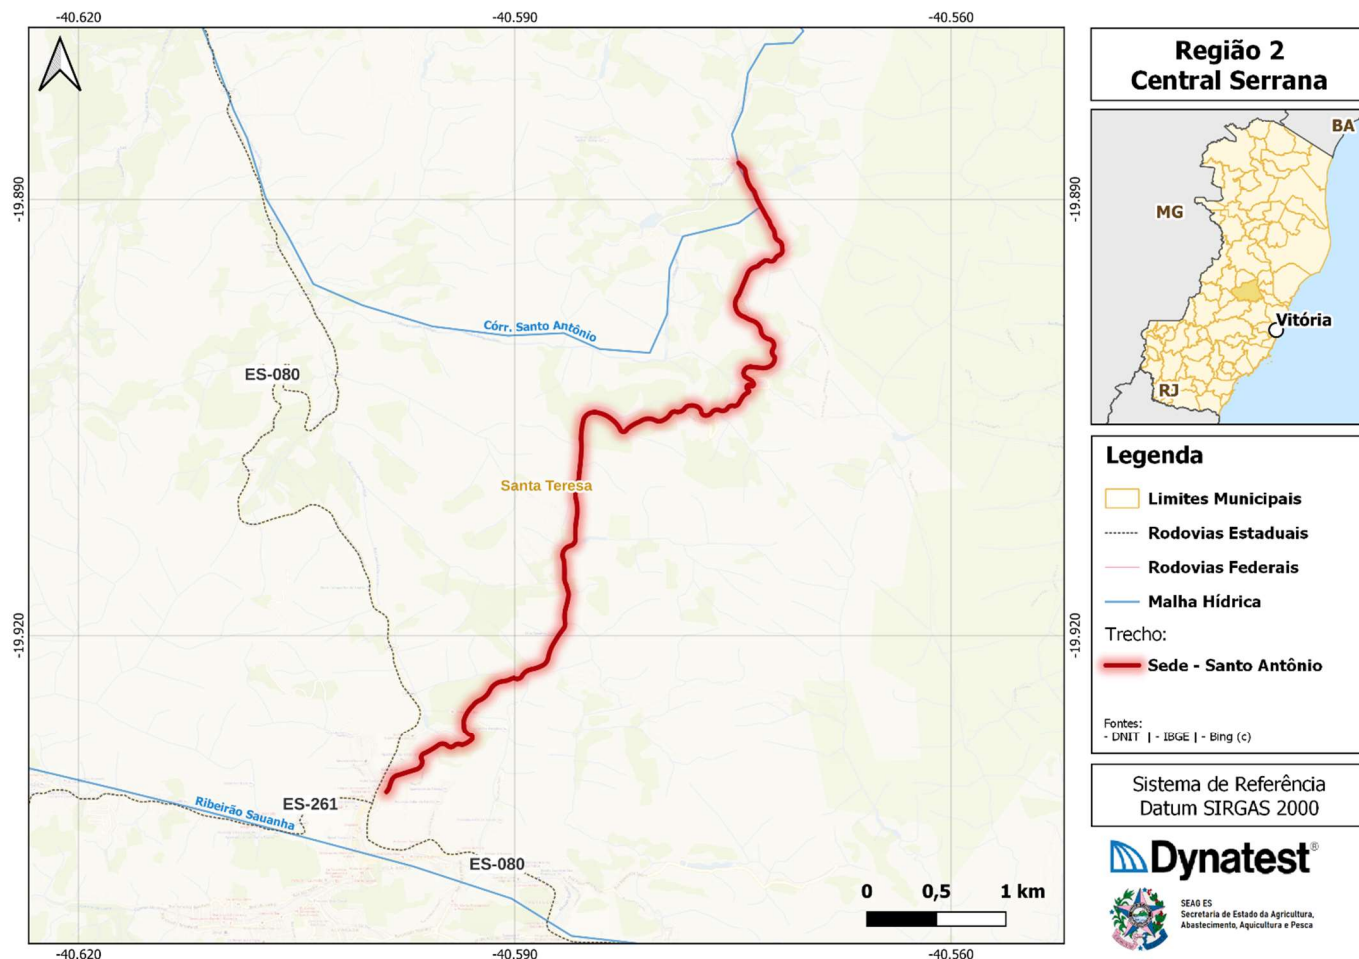 -40.620
-40.590
-40.560
-19.890
-19.890
-19.920
-19.920
Córr. Santo Antônio
ES-080
Santa Teresa
ES-261
Ribeirão Sauanha
ES-080
0 0,5 1 km
-40.620
-40.590
-40.560
Região 2
Central Serrana
BA
MG
Vitória
RJ
Legenda
Limites Municipais
Rodovias Estaduais
Rodovias Federais
Malha Hídrica
Trecho:
Sede - Santo Antônio
Fontes:
- DNIT | - IBGE | - Bing (c)
Sistema de Referência
Datum SIRGAS 2000
Dynatest®
SEAG ES
Secretaria de Estado da Agricultura,
Abastecimento, Aquicultura e Pesca